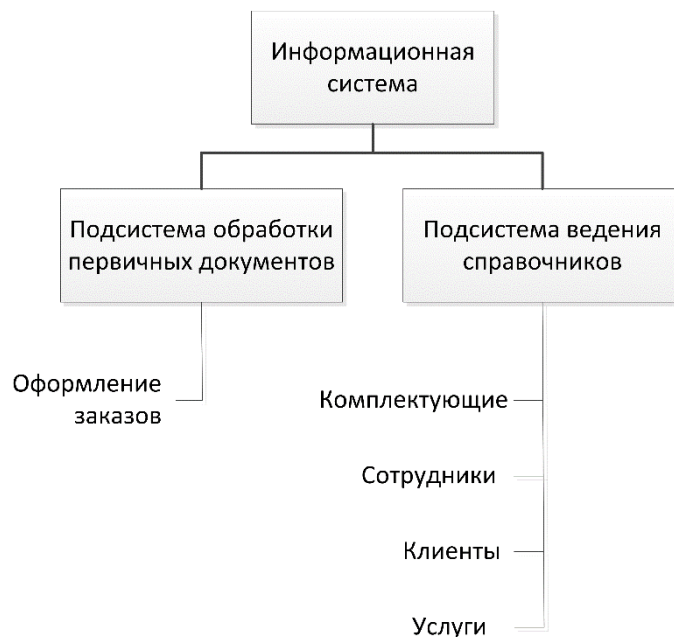 Информационная
система
Подсистема обработки
первичных документов
Подсистема ведения
справочников
Оформление
заказов
Комплектующие
Сотрудники
Клиенты
Услуги